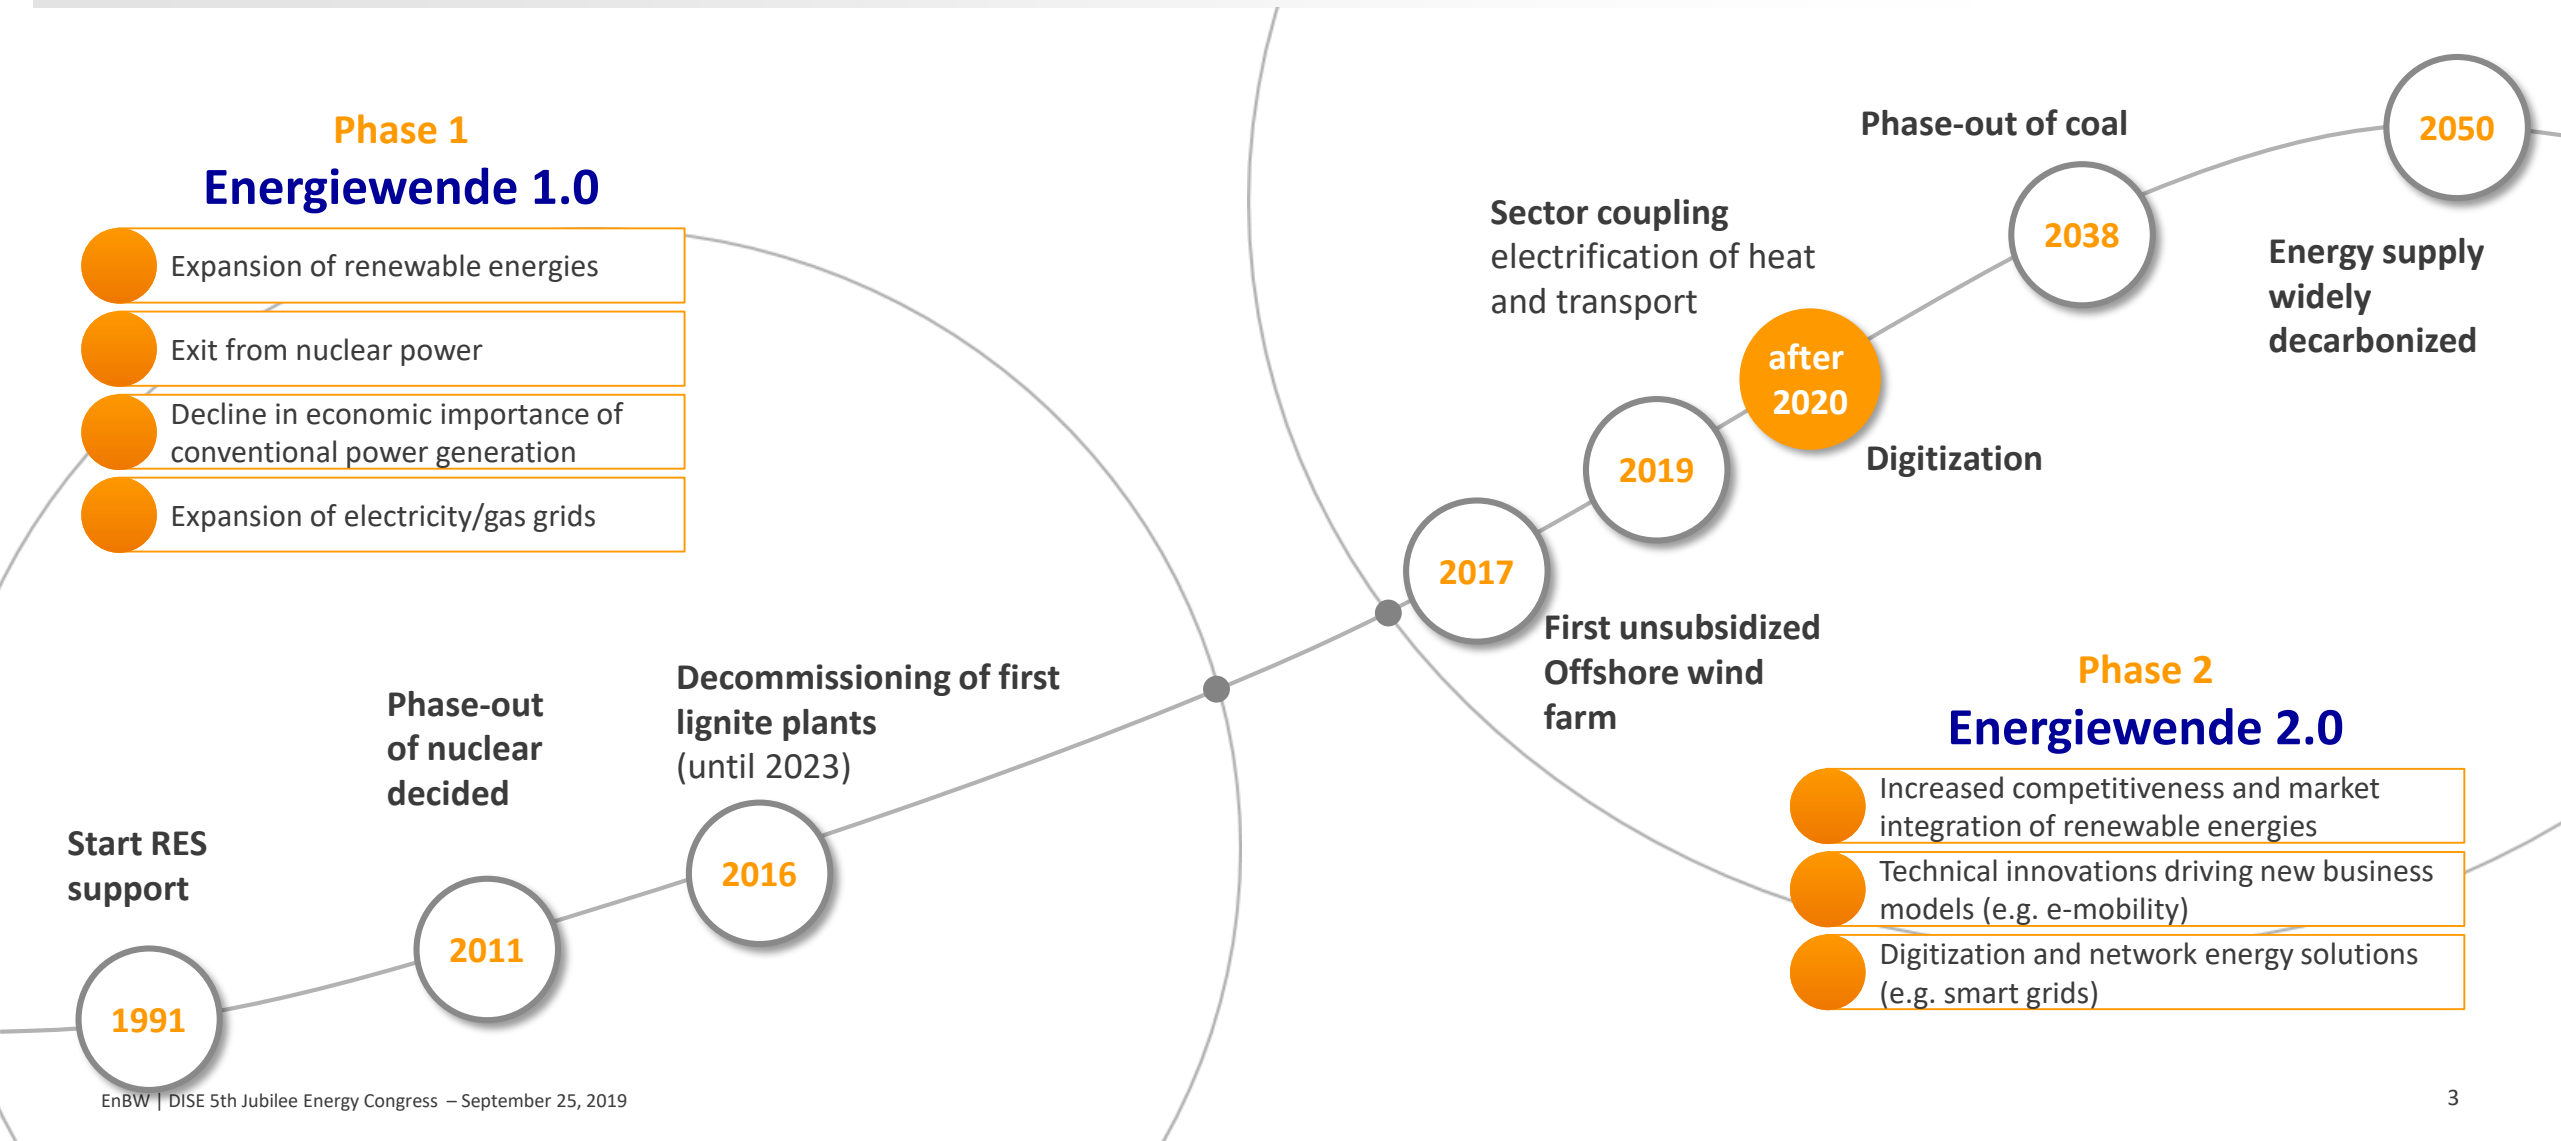 Phase 1
Energiewende 1.0
Expansion of renewable energies
Exit from nuclear power
Decline in economic importance of
conventional power generation
Expansion of electricity/gas grids
Start RES
support
1991
Phase-out
of nuclear
decided
2011
Decommissioning of first
lignite plants
(until 2023)
2016
2017
First unsubsidized
Offshore wind
farm
2019
Sector coupling
electrification of heat
and transport
after
2020
Digitization
Phase-out of coal
2038
2050
Energy supply
widely
decarbonized
Phase 2
Energiewende 2.0
Increased competitiveness and market
integration of renewable energies
Technical innovations driving new business
models (e.g. e-mobility)
Digitization and network energy solutions
(e.g. smart grids)
EnBW | DISE 5th Jubilee Energy Congress – September 25, 2019
3